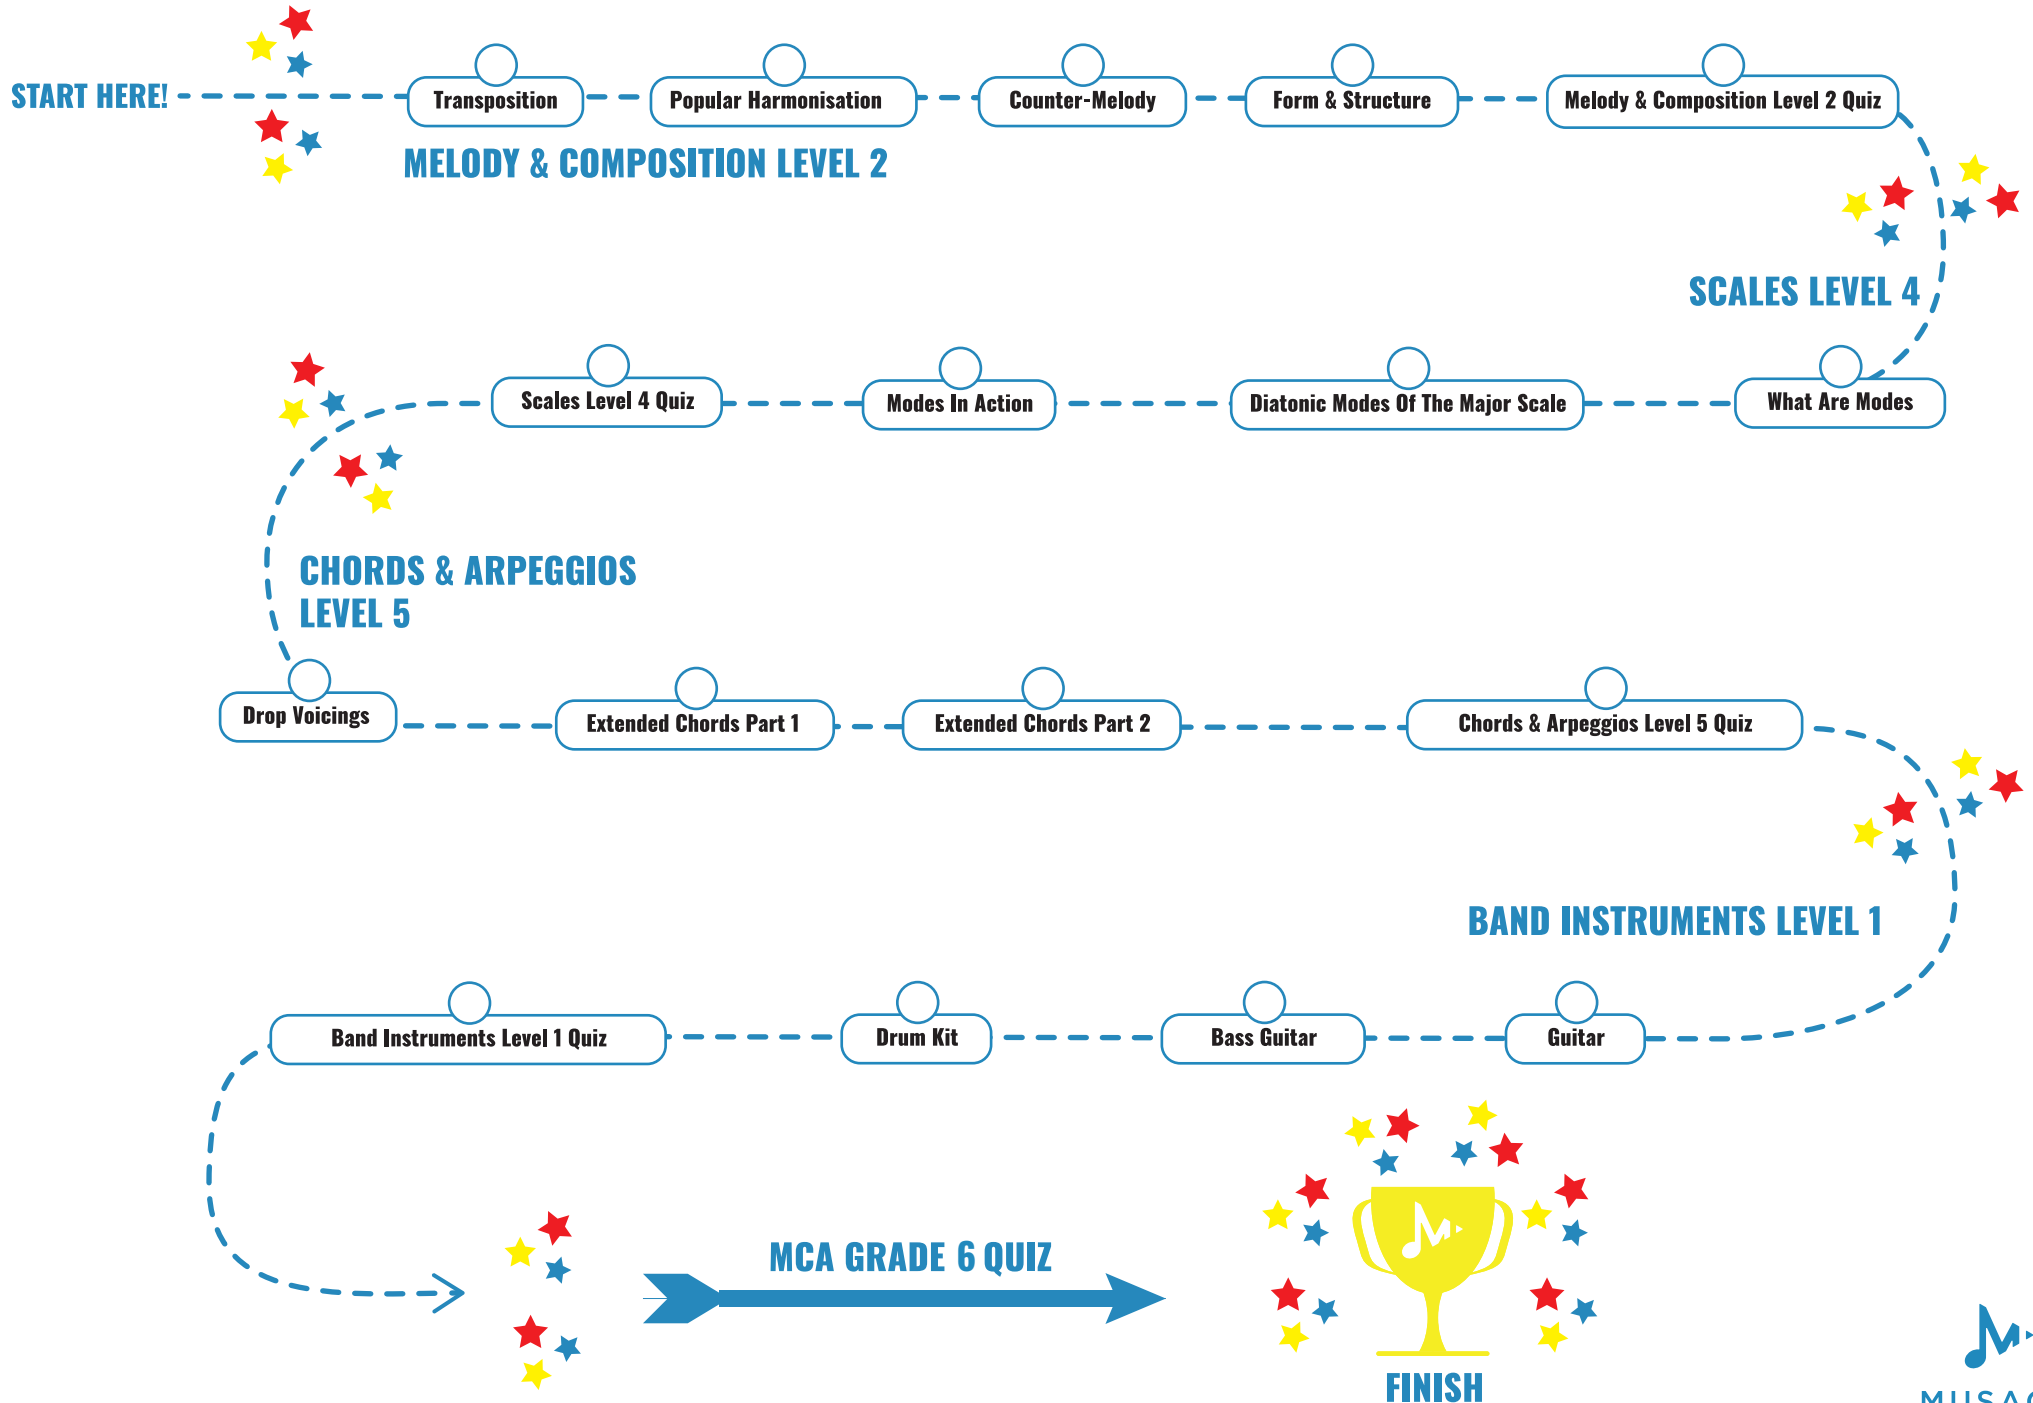 START HERE!
Transposition
Popular Harmonisation
Counter-Melody
Form & Structure
Melody & Composition Level 2 Quiz
MELODY & COMPOSITION LEVEL 2
SCALES LEVEL 4
What Are Modes
Diatonic Modes Of The Major Scale
Modes In Action
Scales Level 4 Quiz
CHORDS & ARPEGGIOS
LEVEL 5
Drop Voicings
Extended Chords Part 1
Extended Chords Part 2
Chords & Arpeggios Level 5 Quiz
BAND INSTRUMENTS LEVEL 1
Guitar
Bass Guitar
Drum Kit
Band Instruments Level 1 Quiz
MCA GRADE 6 QUIZ
FINISH